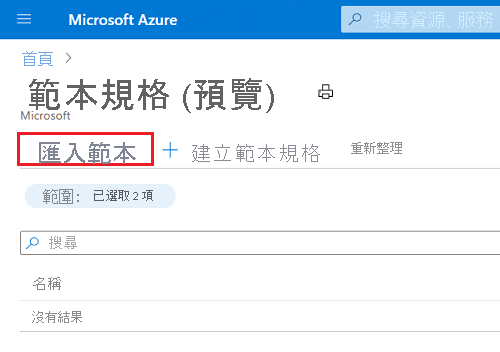 Microsoft Azure
搜尋資源、服務
首頁
範本規格 (預覽)
Microsoft
匯入範本 建立範本規格 重新整理
範圍: 已選取 2 項
搜尋
名稱
沒有結果